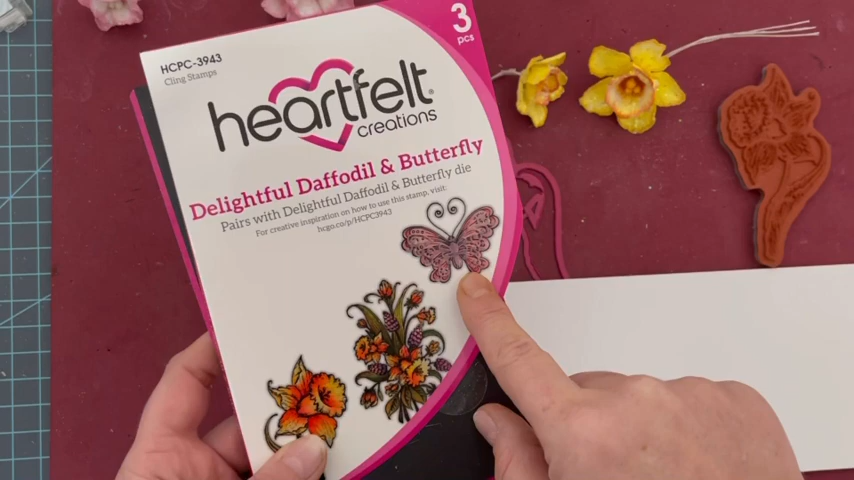 HCPC-3943
Cling Stamps
3
pcs
heartfelt
creations
Delightful Daffodil & Butterfly
Pairs with Delightful Daffodil & Butterfly die
For creative inspiration on how to use this stamp, visit:
hcgo.co/p/HCPC3943